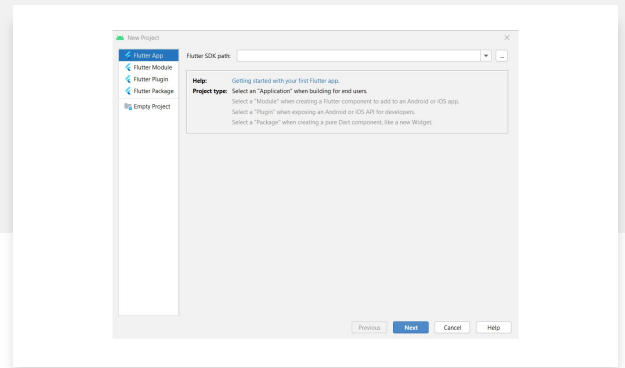 New Project
Flutter App
Flutter Module
Flutter Plugin
Flutter Package
Empty Project
Flutter SDK path:
...
Help: Getting started with your first Flutter app.
Project type: Select an "Application" when building for end users.
Select a "Module" when creating a Flutter component to add to an Android or iOS app.
Select a "Plugin" when exposing an Android or iOS API for developers.
Select a "Package" when creating a pure Dart component, like a new Widget.
Previous Next Cancel Help